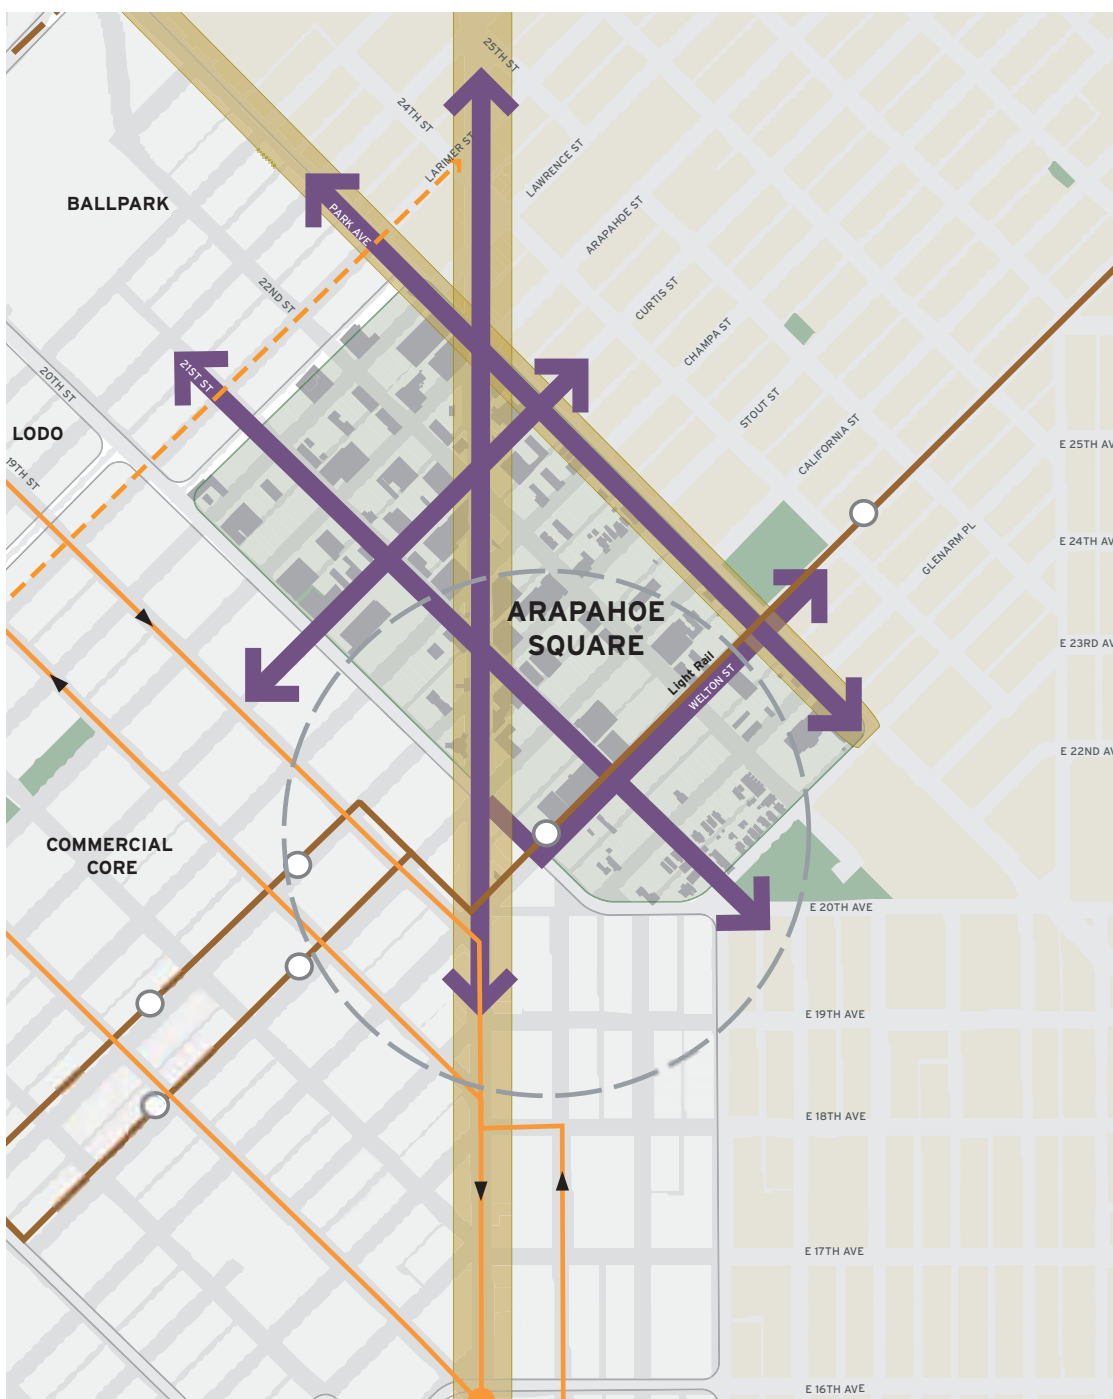 25TH ST
24TH ST
LARIMER ST
LAWRENCE ST
BALLPARK
PARK AVE
ARAPAHOE ST
22ND ST
CURTIS ST
CHAMPA ST
21ST ST
20TH ST
STOUT ST
LODO
CALIFORNIA ST
E 25TH AV
19TH ST
GLENARM PL
E 24TH AV
ARAPAHOE
SQUARE
E 23RD AV
Light Rail
WELTON ST
E 22ND AV
COMMERCIAL
CORE
E 20TH AVE
E 19TH AVE
E 18TH AVE
E 17TH AVE
E 16TH AVE